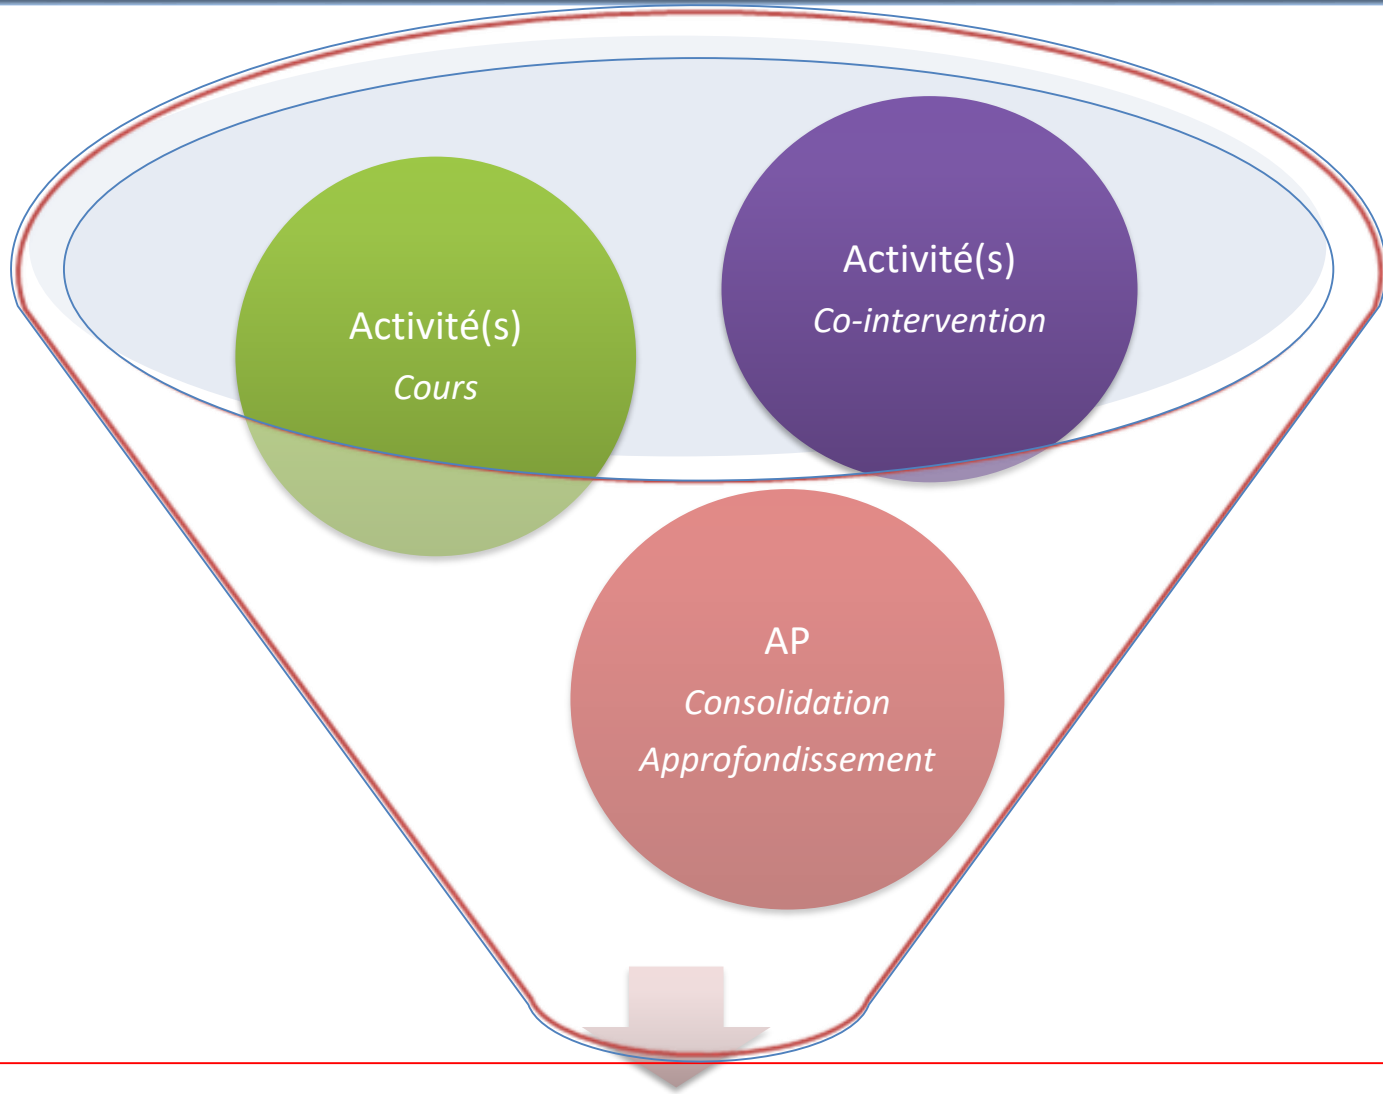 Activité(s)
Cours
Activité(s)
Co-intervention
AP
Consolidation
Approfondissement